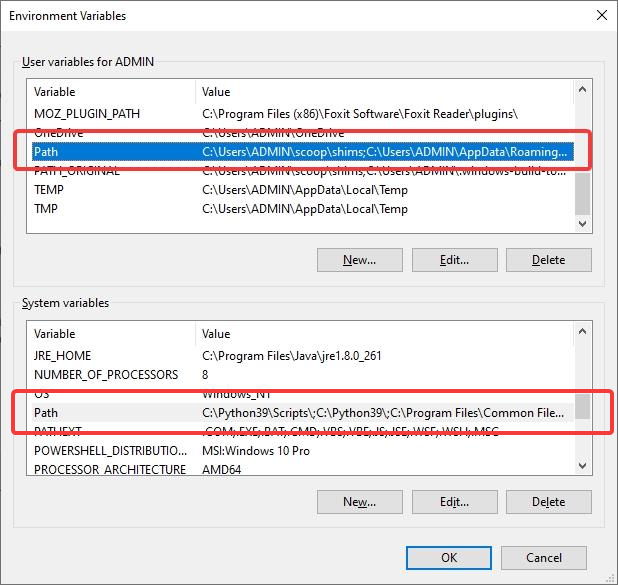 Environment Variables
User variables for ADMIN
Variable Value
MOZ_PLUGIN_PATH C:\Program Files (x86)\Foxit Software\Foxit Reader\plugins\
OneDrive C:\Users\ADMIN\OneDrive
Path C:\Users\ADMIN\scoop\shims;C:\Users\ADMIN\AppData\Roaming...
PATH_ORIGINAL C:\Users\ADMIN\scoop\shims;C:\Users\ADMIN\.windows-build-to...
TEMP C:\Users\ADMIN\AppData\Local\Temp
TMP C:\Users\ADMIN\AppData\Local\Temp
New... Edit... Delete
System variables
Variable Value
JRE_HOME C:\Program Files\Java\jre1.8.0_261
NUMBER_OF_PROCESSORS 8
OS Windows_NT
Path C:\Python39\Scripts\;C:\Python39\;C:\Program Files\Common File...
PATHEXT .COM;.EXE;.BAT;.CMD;.VBS;.VBE;.JS;.JSE;.WSF;.WSH;.MSC
POWERSHELL_DISTRIBUTIO... MSI:Windows 10 Pro
PROCESSOR_ARCHITECTURE AMD64
New... Edit... Delete
OK Cancel